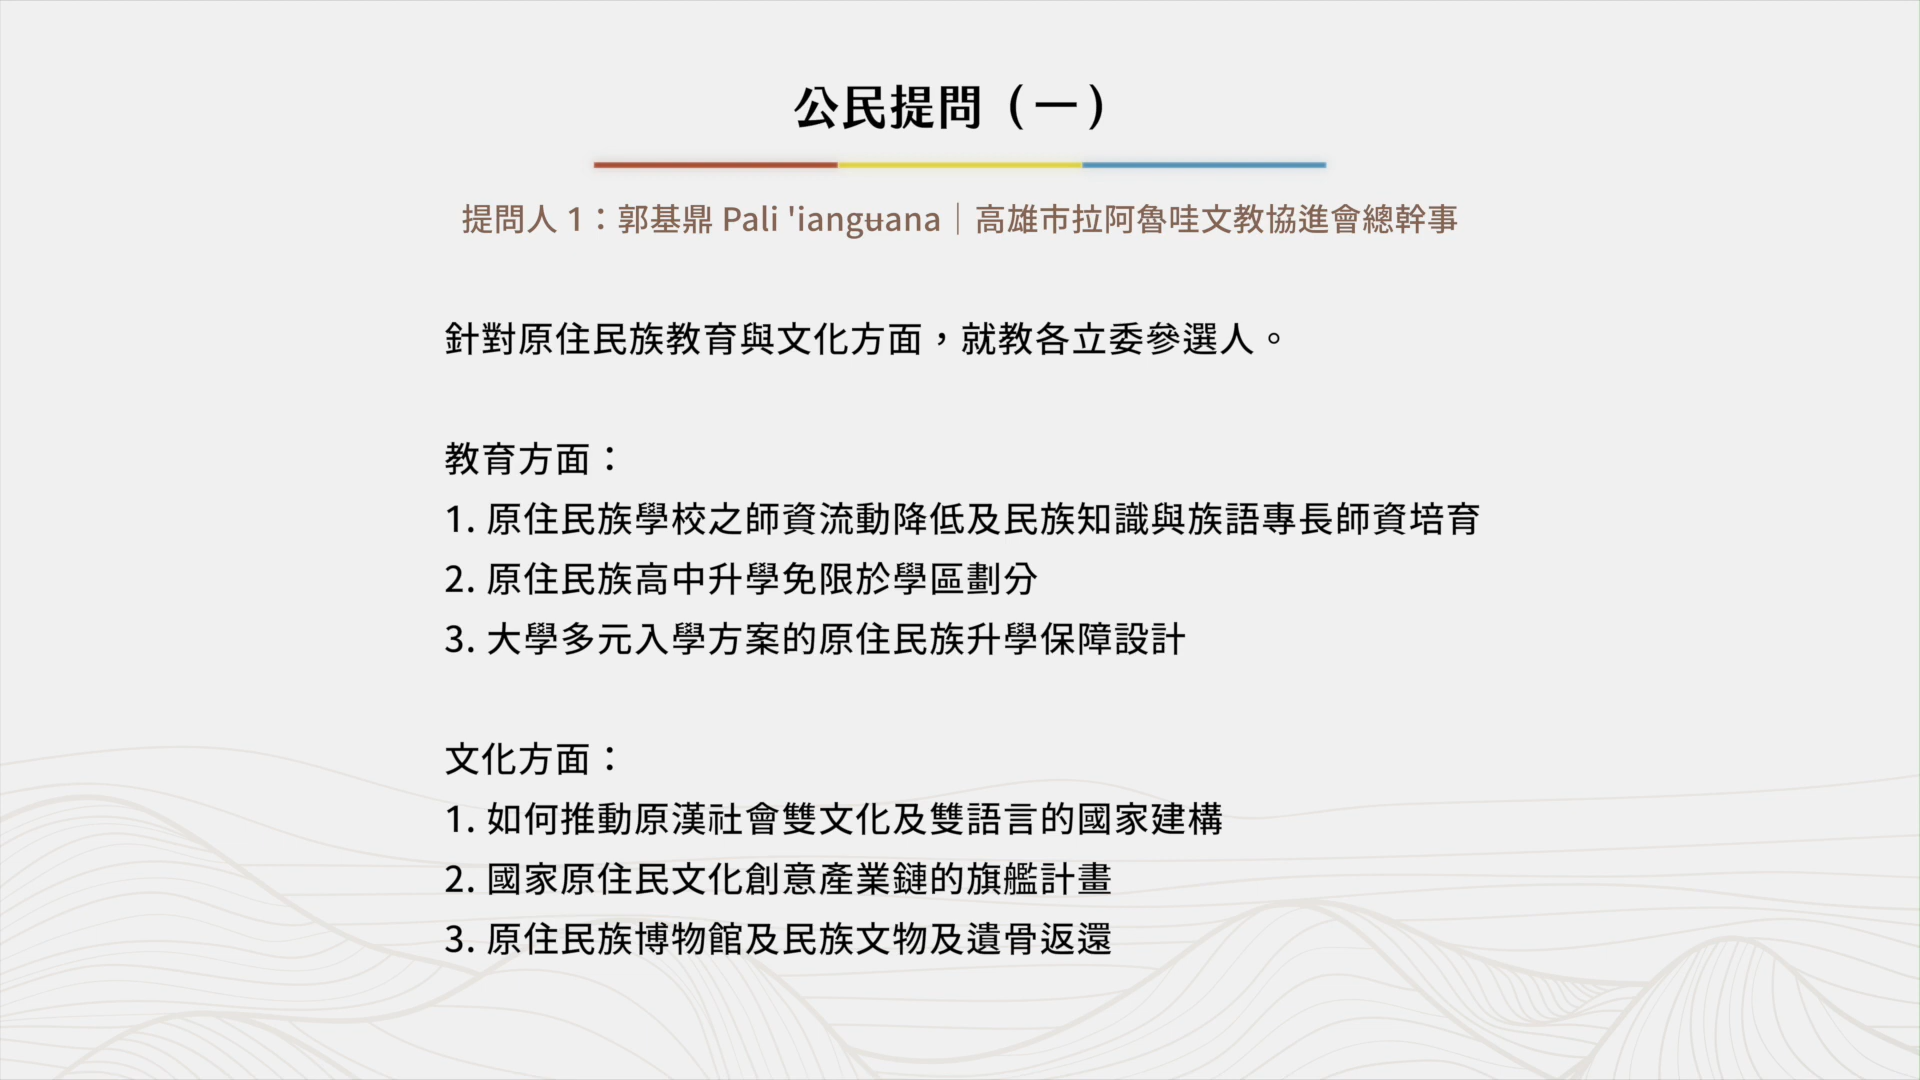 公民提問（一）
提問人 1：郭基鼎 Pali 'iangʉana｜高雄市拉阿魯哇文教協進會總幹事
針對原住民族教育與文化方面，就教各立委參選人。
教育方面：
1. 原住民族學校之師資流動降低及民族知識與族語專長師資培育
2. 原住民族高中升學免限於學區劃分
3. 大學多元入學方案的原住民族升學保障設計
文化方面：
1. 如何推動原漢社會雙文化及雙語言的國家建構
2. 國家原住民文化創意產業鏈的旗艦計畫
3. 原住民族博物館及民族文物及遺骨返還